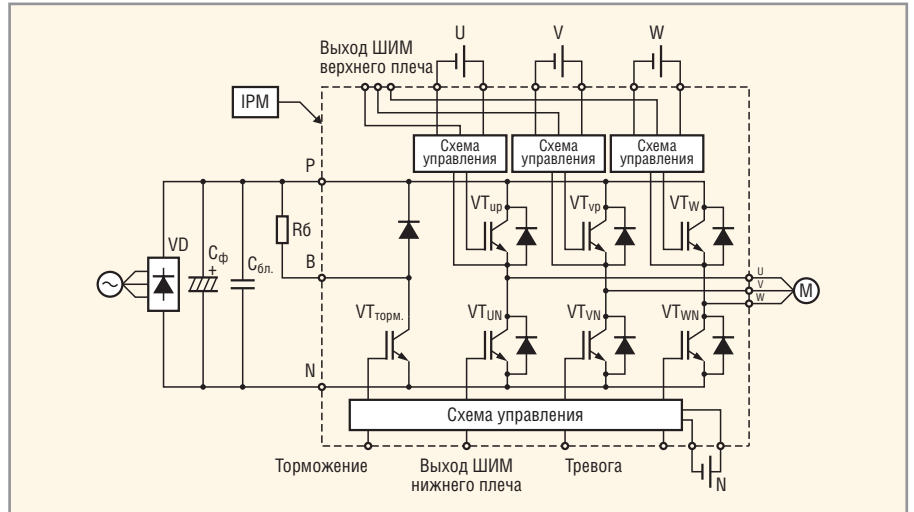 U
V
W
Выход ШИМ
верхнего плеча
IPM
Схема
управления
Схема
управления
Схема
управления
P
VTup
VTvp
VTW
Rб
VD
Cф
+
Cбл.
B
U
V
W
M
VTторм.
VTUN
VTVN
VTWN
N
Схема управления
Торможение
Выход ШИМ
нижнего плеча
Тревога
N